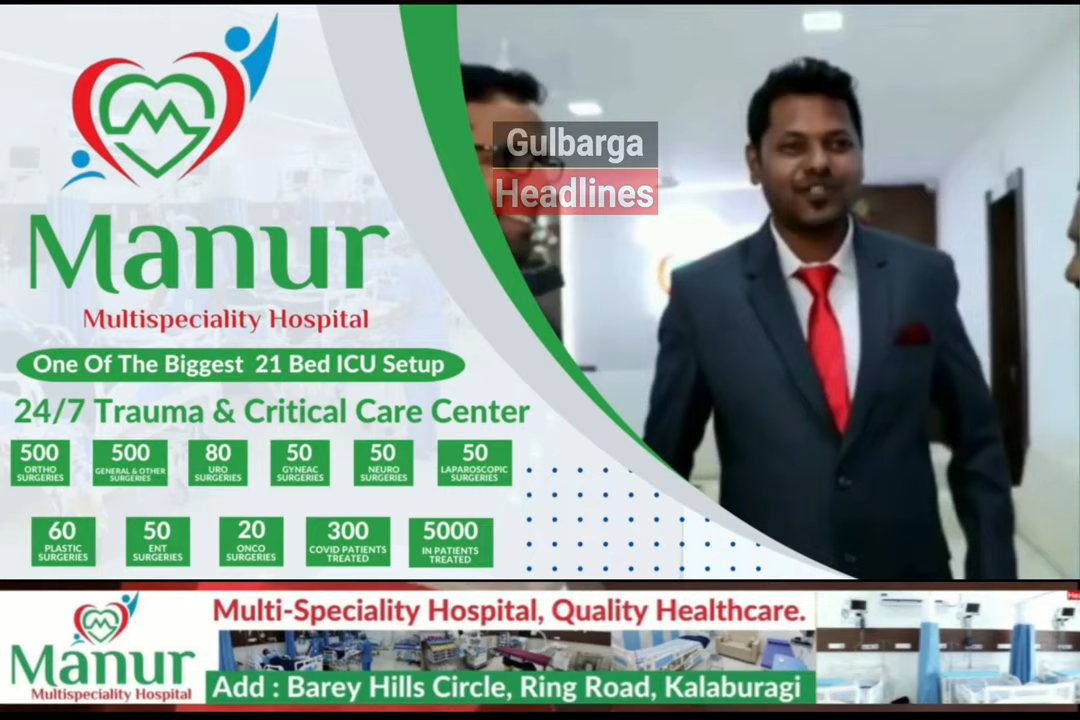 Manur
Multispeciality Hospital
One Of The Biggest 21 Bed ICU Setup
24/7 Trauma & Critical Care Center
500
ORTHO
SURGERIES
500
GENERAL & OTHER
SURGERIES
80
URO
SURGERIES
50
GYNEAC
SURGERIES
50
NEURO
SURGERIES
50
LAPAROSCOPIC
SURGERIES
60
PLASTIC
SURGERIES
50
ENT
SURGERIES
20
ONCO
SURGERIES
300
COVID PATIENTS
TREATED
5000
IN PATIENTS
TREATED
Gulbarga
Headlines
Manur
Multispeciality Hospital
Multi-Speciality Hospital, Quality Healthcare.
Add : Barey Hills Circle, Ring Road, Kalaburagi